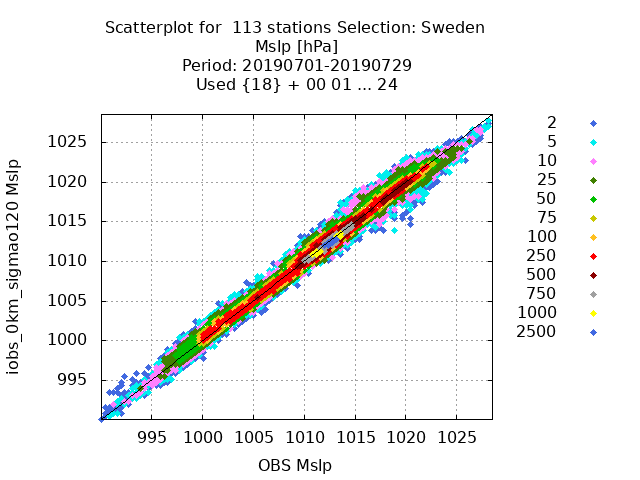 Scatterplot for  113 stations Selection: Sweden
Mslp [hPa]
Period: 20190701-20190729
Used {18} + 00 01 ... 24
iobs_0km_sigmao120 Mslp
1025
1020
1015
1010
1005
1000
995
995 1000 1005 1010 1015 1020 1025
OBS Mslp
2
5
10
25
50
75
100
250
500
750
1000
2500